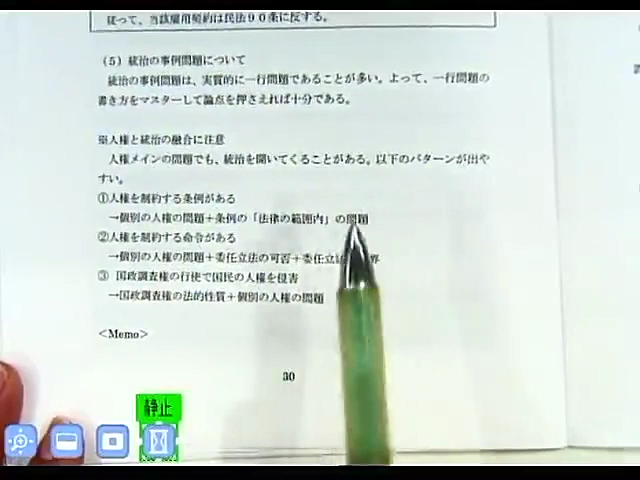 従って、当該雇用契約は民法90条に反する。
(5)統治の事例問題について
統治の事例問題は、実質的に一行問題であることが多い。よって、一行問題の
書き方をマスターして論点を押さえれば十分である。
※人権と統治の融合に注意
人権メインの問題でも、統治を聞いてくることがある。以下のパターンが出や
すい。
①人権を制約する条例がある
→個別の人権の問題+条例の「法律の範囲内」の問題
②人権を制約する命令がある
→個別の人権の問題+委任立法の可否+委任立法 界
③ 国政調査権の行使で国民の人権を侵害
→国政調査権の法的性質+個別の人権の問題
<Memo>
30
静止